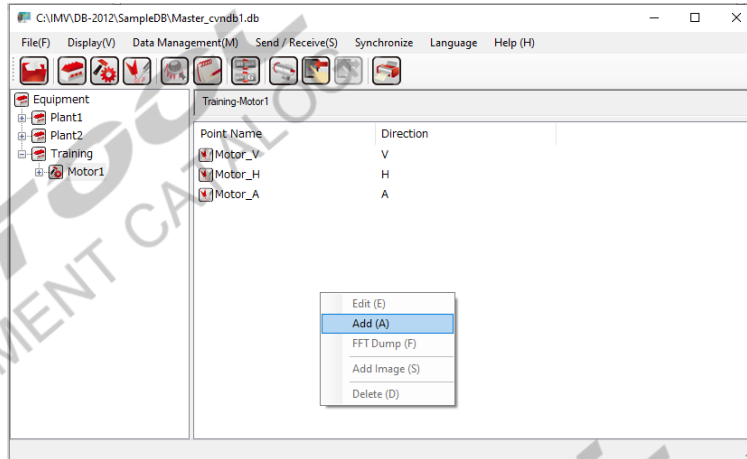 C:\IMV\DB-2012\SampleDB\Master_cvndb1.db
File(F) Display(V) Data Management(M) Send / Receive(S) Synchronize Language Help (H)
Equipment
Plant1
Plant2
Training
Motor1
Training-Motor1
Point Name Direction
Motor_V V
Motor_H H
Motor_A A
Edit (E)
Add (A)
FFT Dump (F)
Add Image (S)
Delete (D)
CATALOG